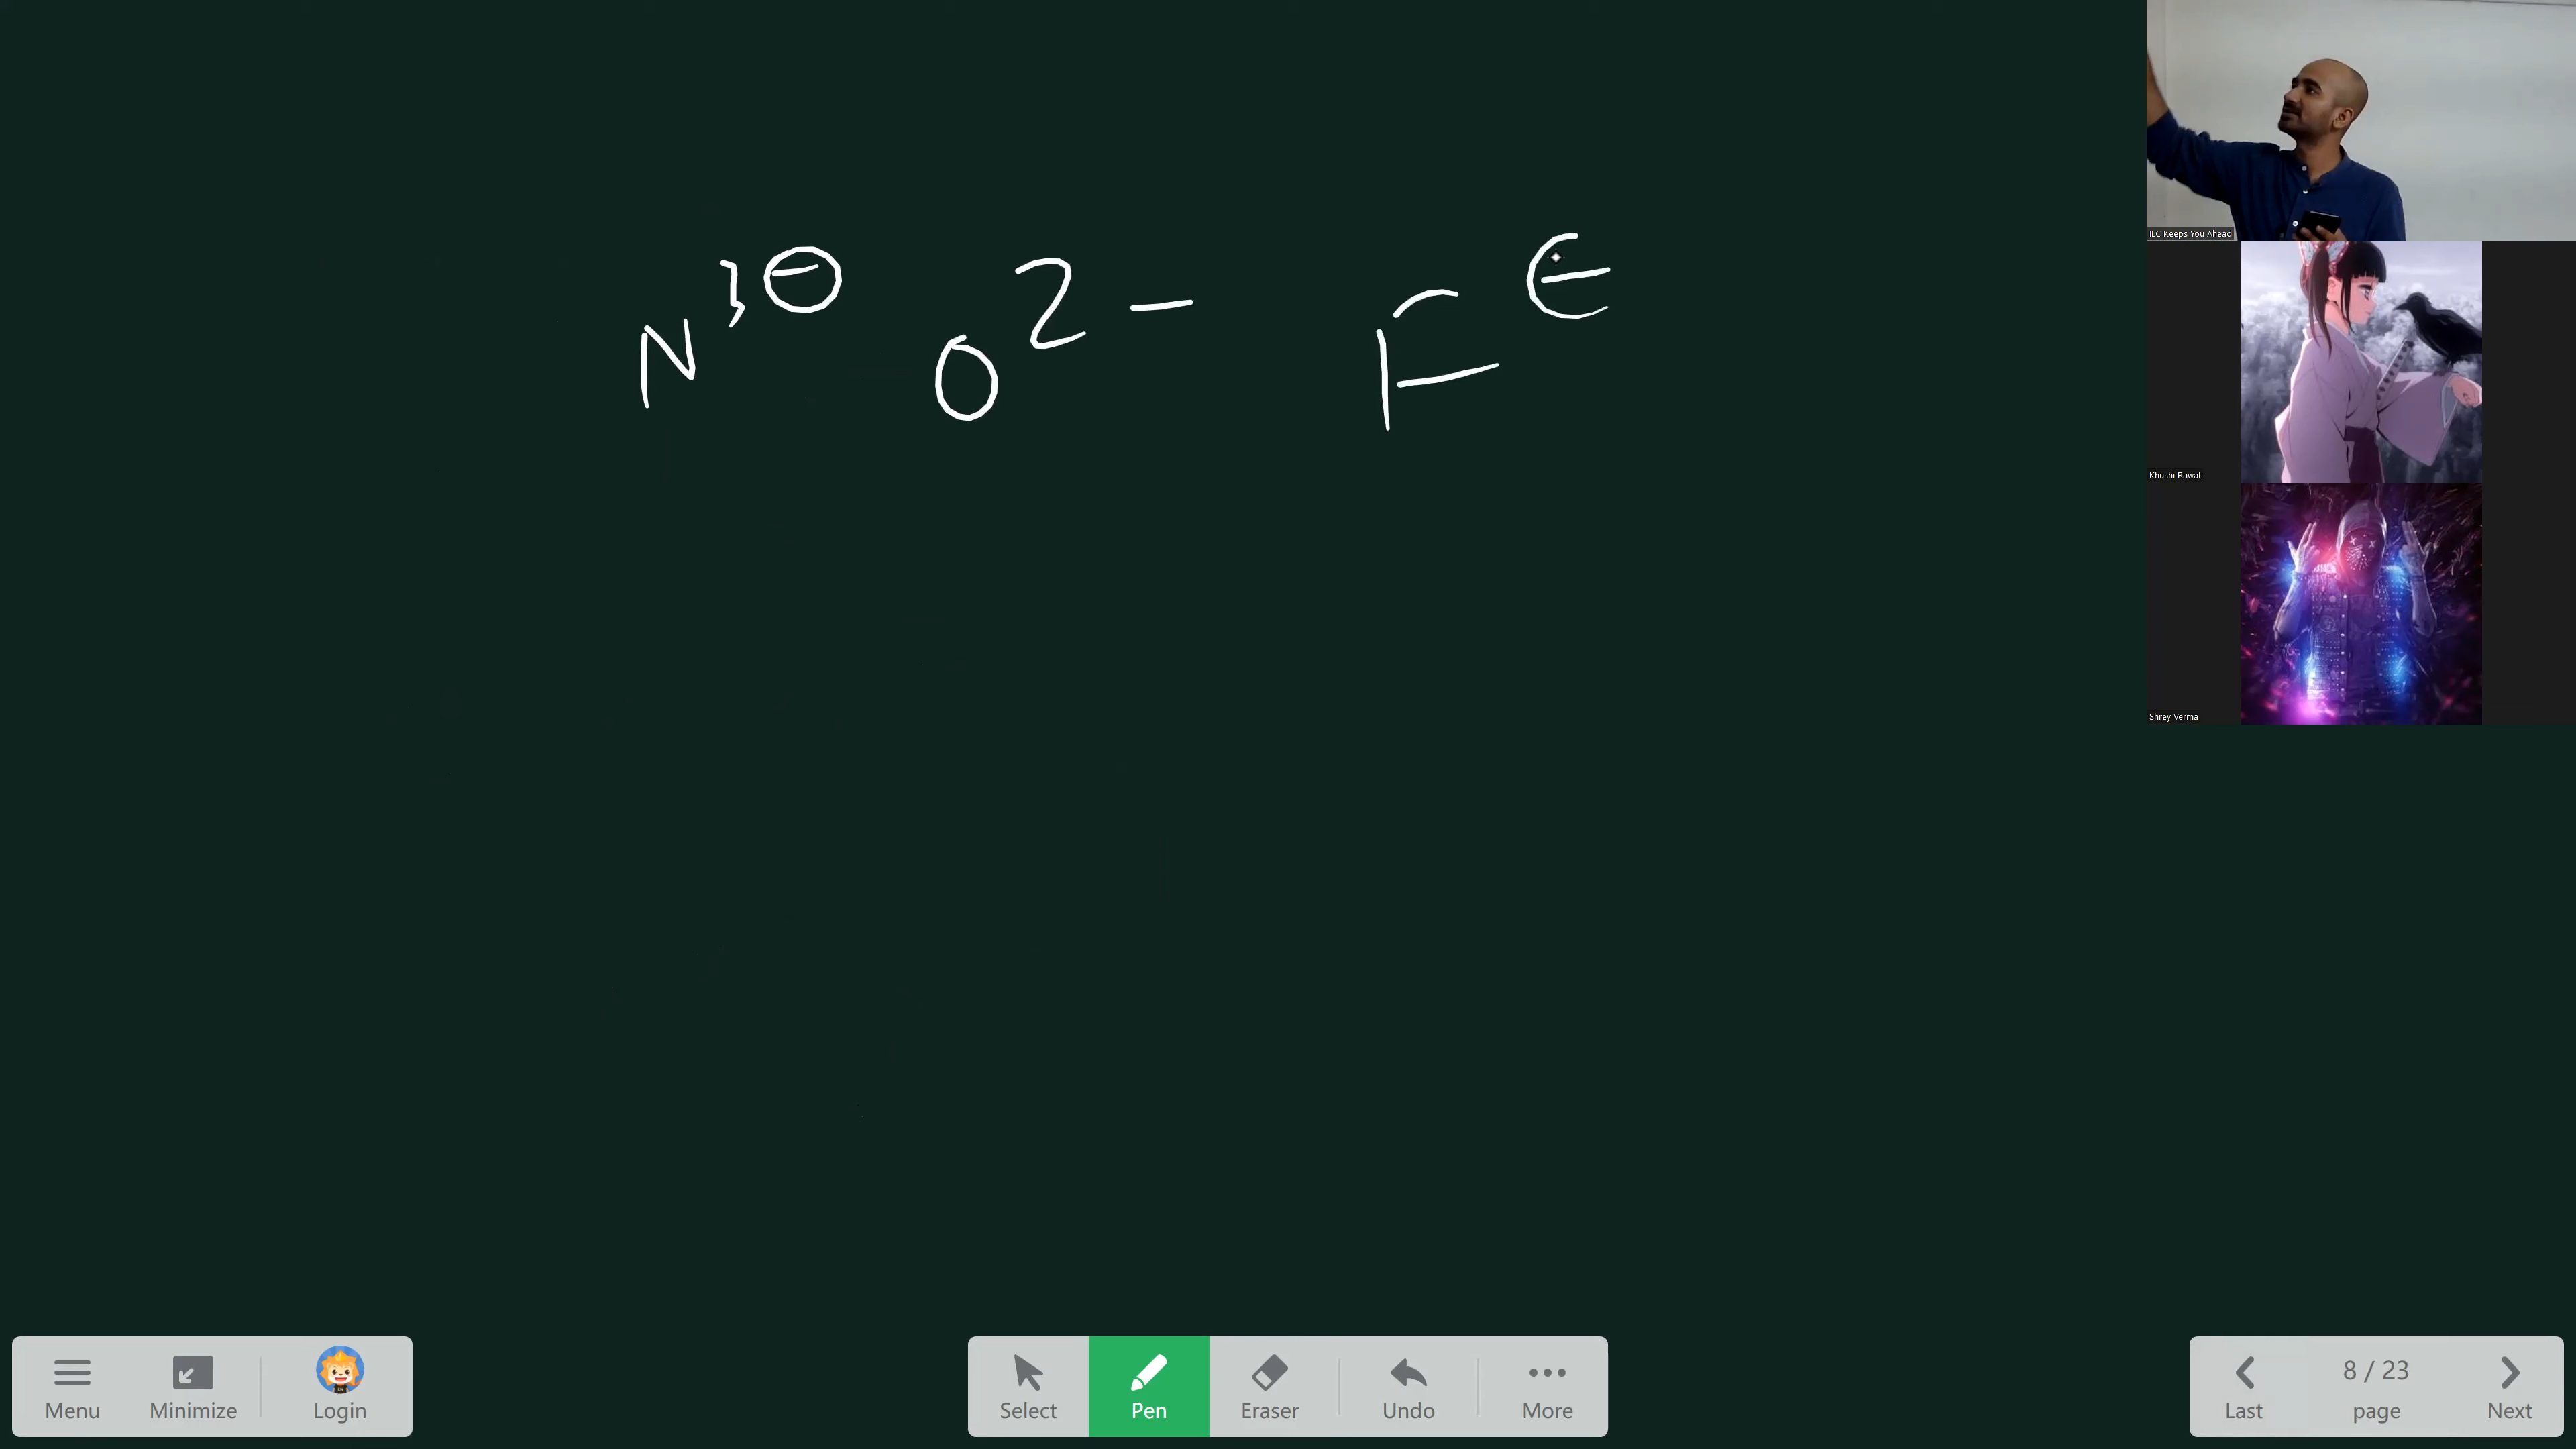 N³⊖ O²⁻ F⊖
ILC Keeps You Ahead
Khushi Rawat
Shrey Verma
Menu Minimize Login
Select Pen Eraser Undo More
8 / 23
Last page Next